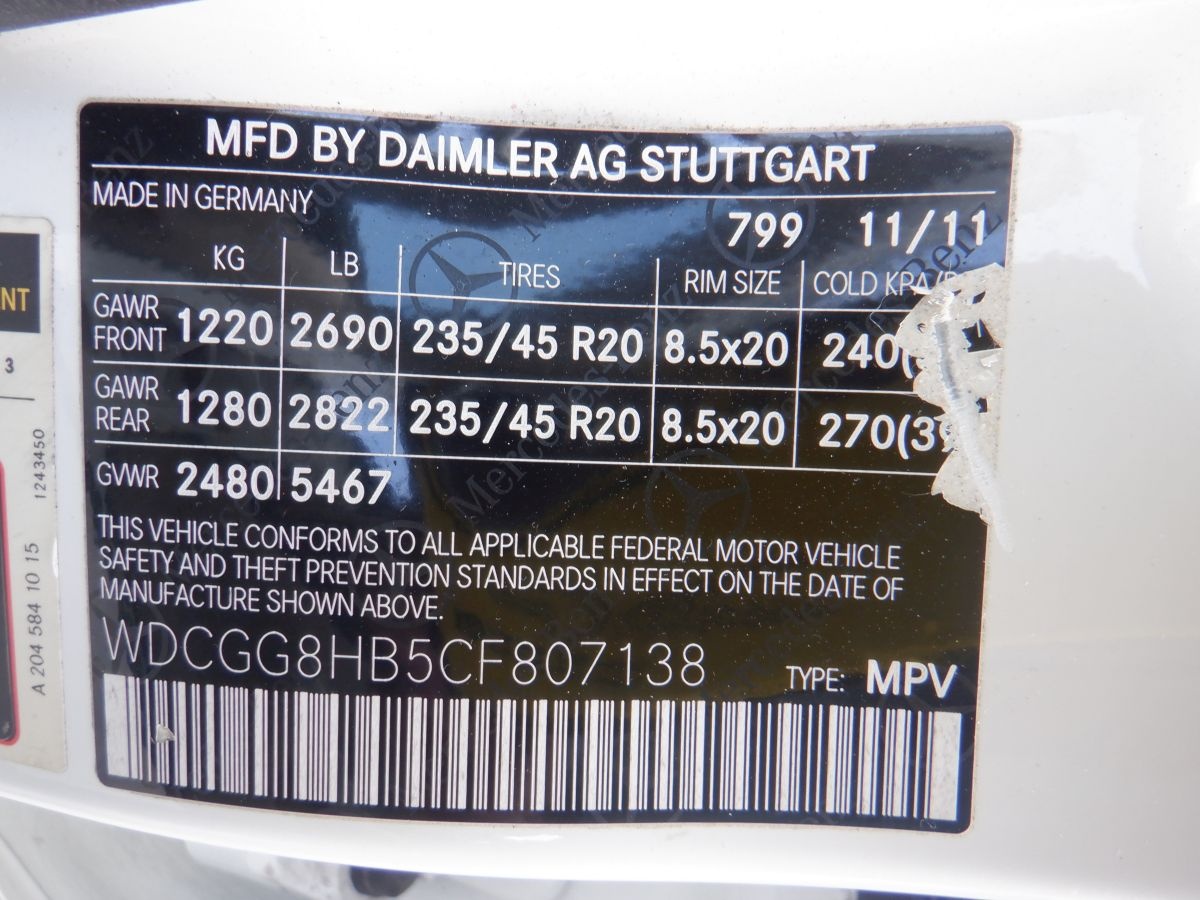 MFD BY DAIMLER AG STUTTGART
MADE IN GERMANY
799 11/11
KG LB TIRES RIM SIZE COLD
GAWR FRONT 1220 2690 235/45 R20 8.5x20 240
GAWR REAR 1280 2822 235/45 R20 8.5x20 270
GVWR 2480 5467
THIS VEHICLE CONFORMS TO ALL APPLICABLE FEDERAL MOTOR VEHICLE
SAFETY AND THEFT PREVENTION STANDARDS IN EFFECT ON THE DATE OF
MANUFACTURE SHOWN ABOVE.
WDCGG8HB5CF807138 TYPE: MPV
A 204 584 10 15 1243450
3
Mercedes-Benz